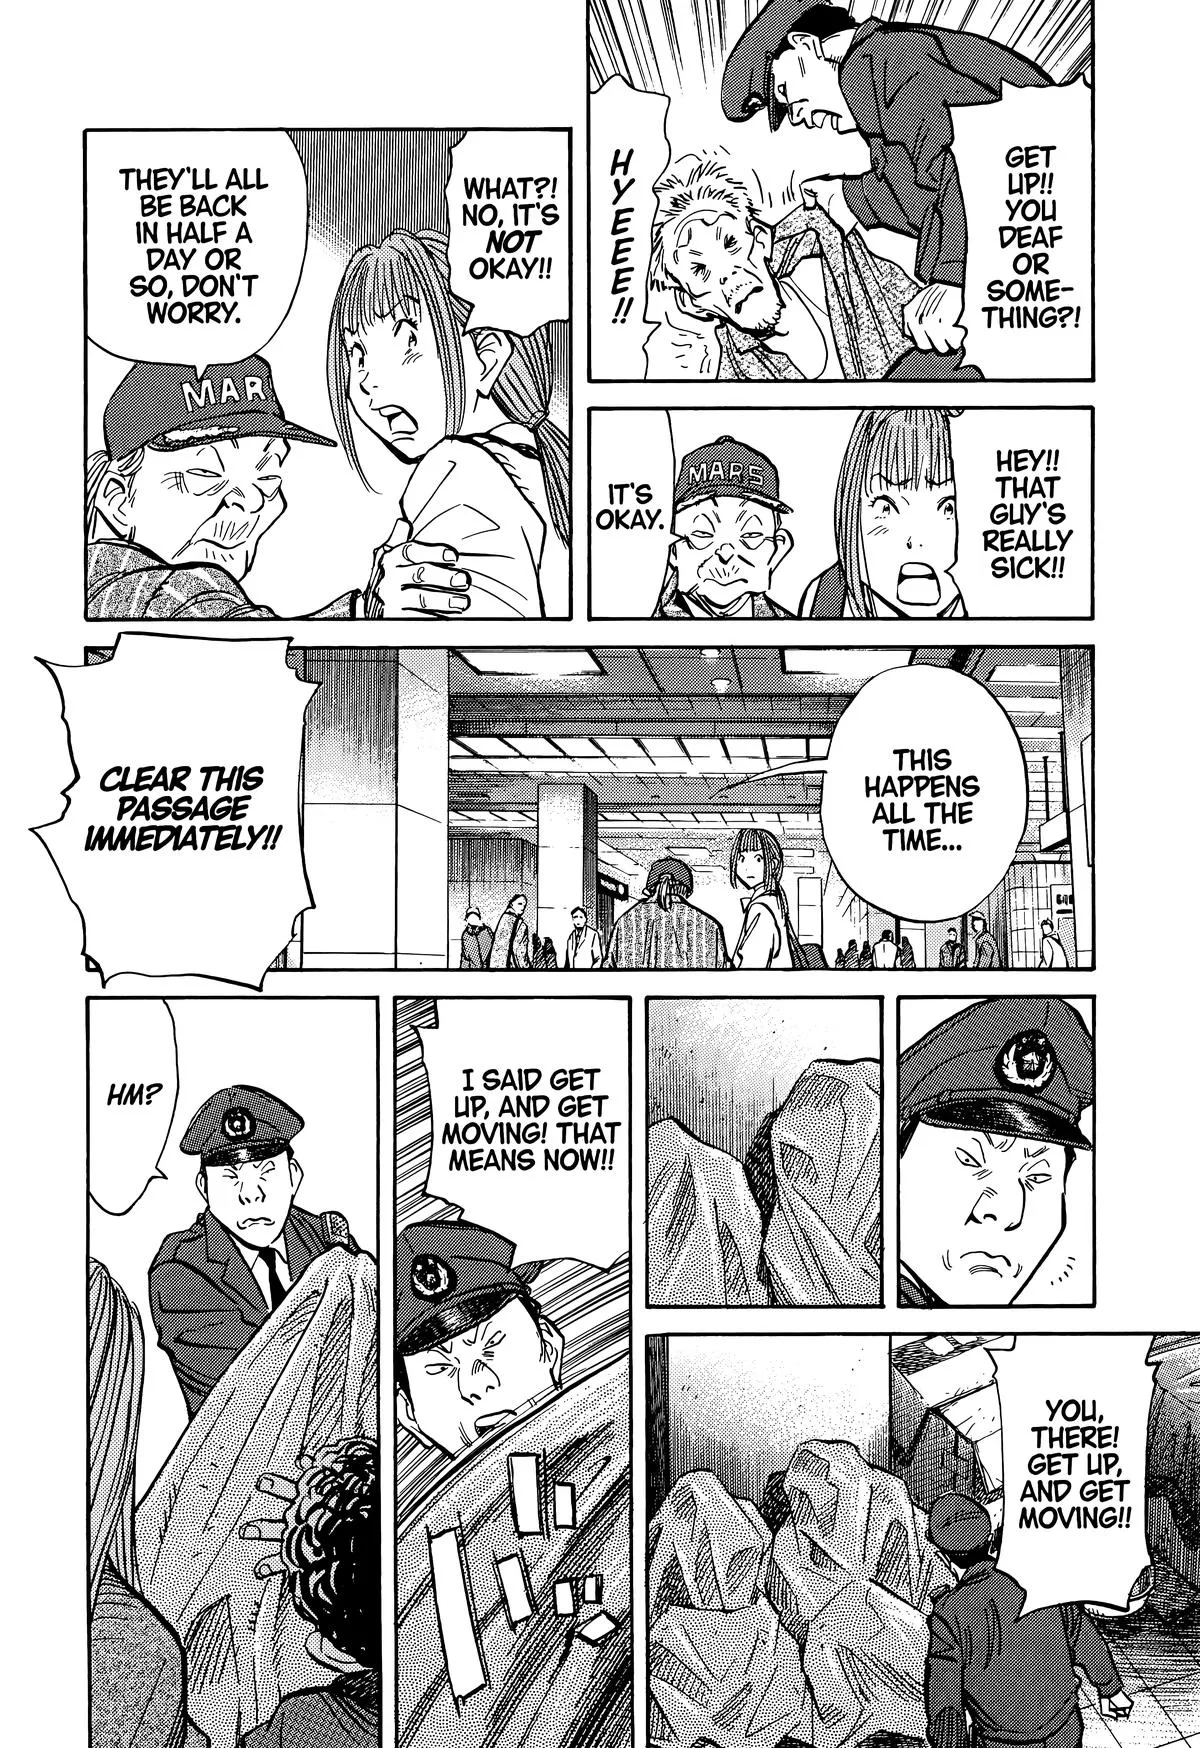 GET
UP!!
YOU
DEAF
OR
SOME-
THING?!
HYEEE!!
HEY!!
THAT
GUY'S
REALLY
SICK!!
MARS
IT'S
OKAY.
WHAT?!
NO, IT'S
NOT
OKAY!!
THEY'LL ALL
BE BACK
IN HALF A
DAY OR
SO, DON'T
WORRY.
MAR
THIS
HAPPENS
ALL THE
TIME...
CLEAR THIS
PASSAGE
IMMEDIATELY!!
YOU,
THERE!
GET UP,
AND GET
MOVING!!
I SAID GET
UP, AND GET
MOVING! THAT
MEANS NOW!!
HM?